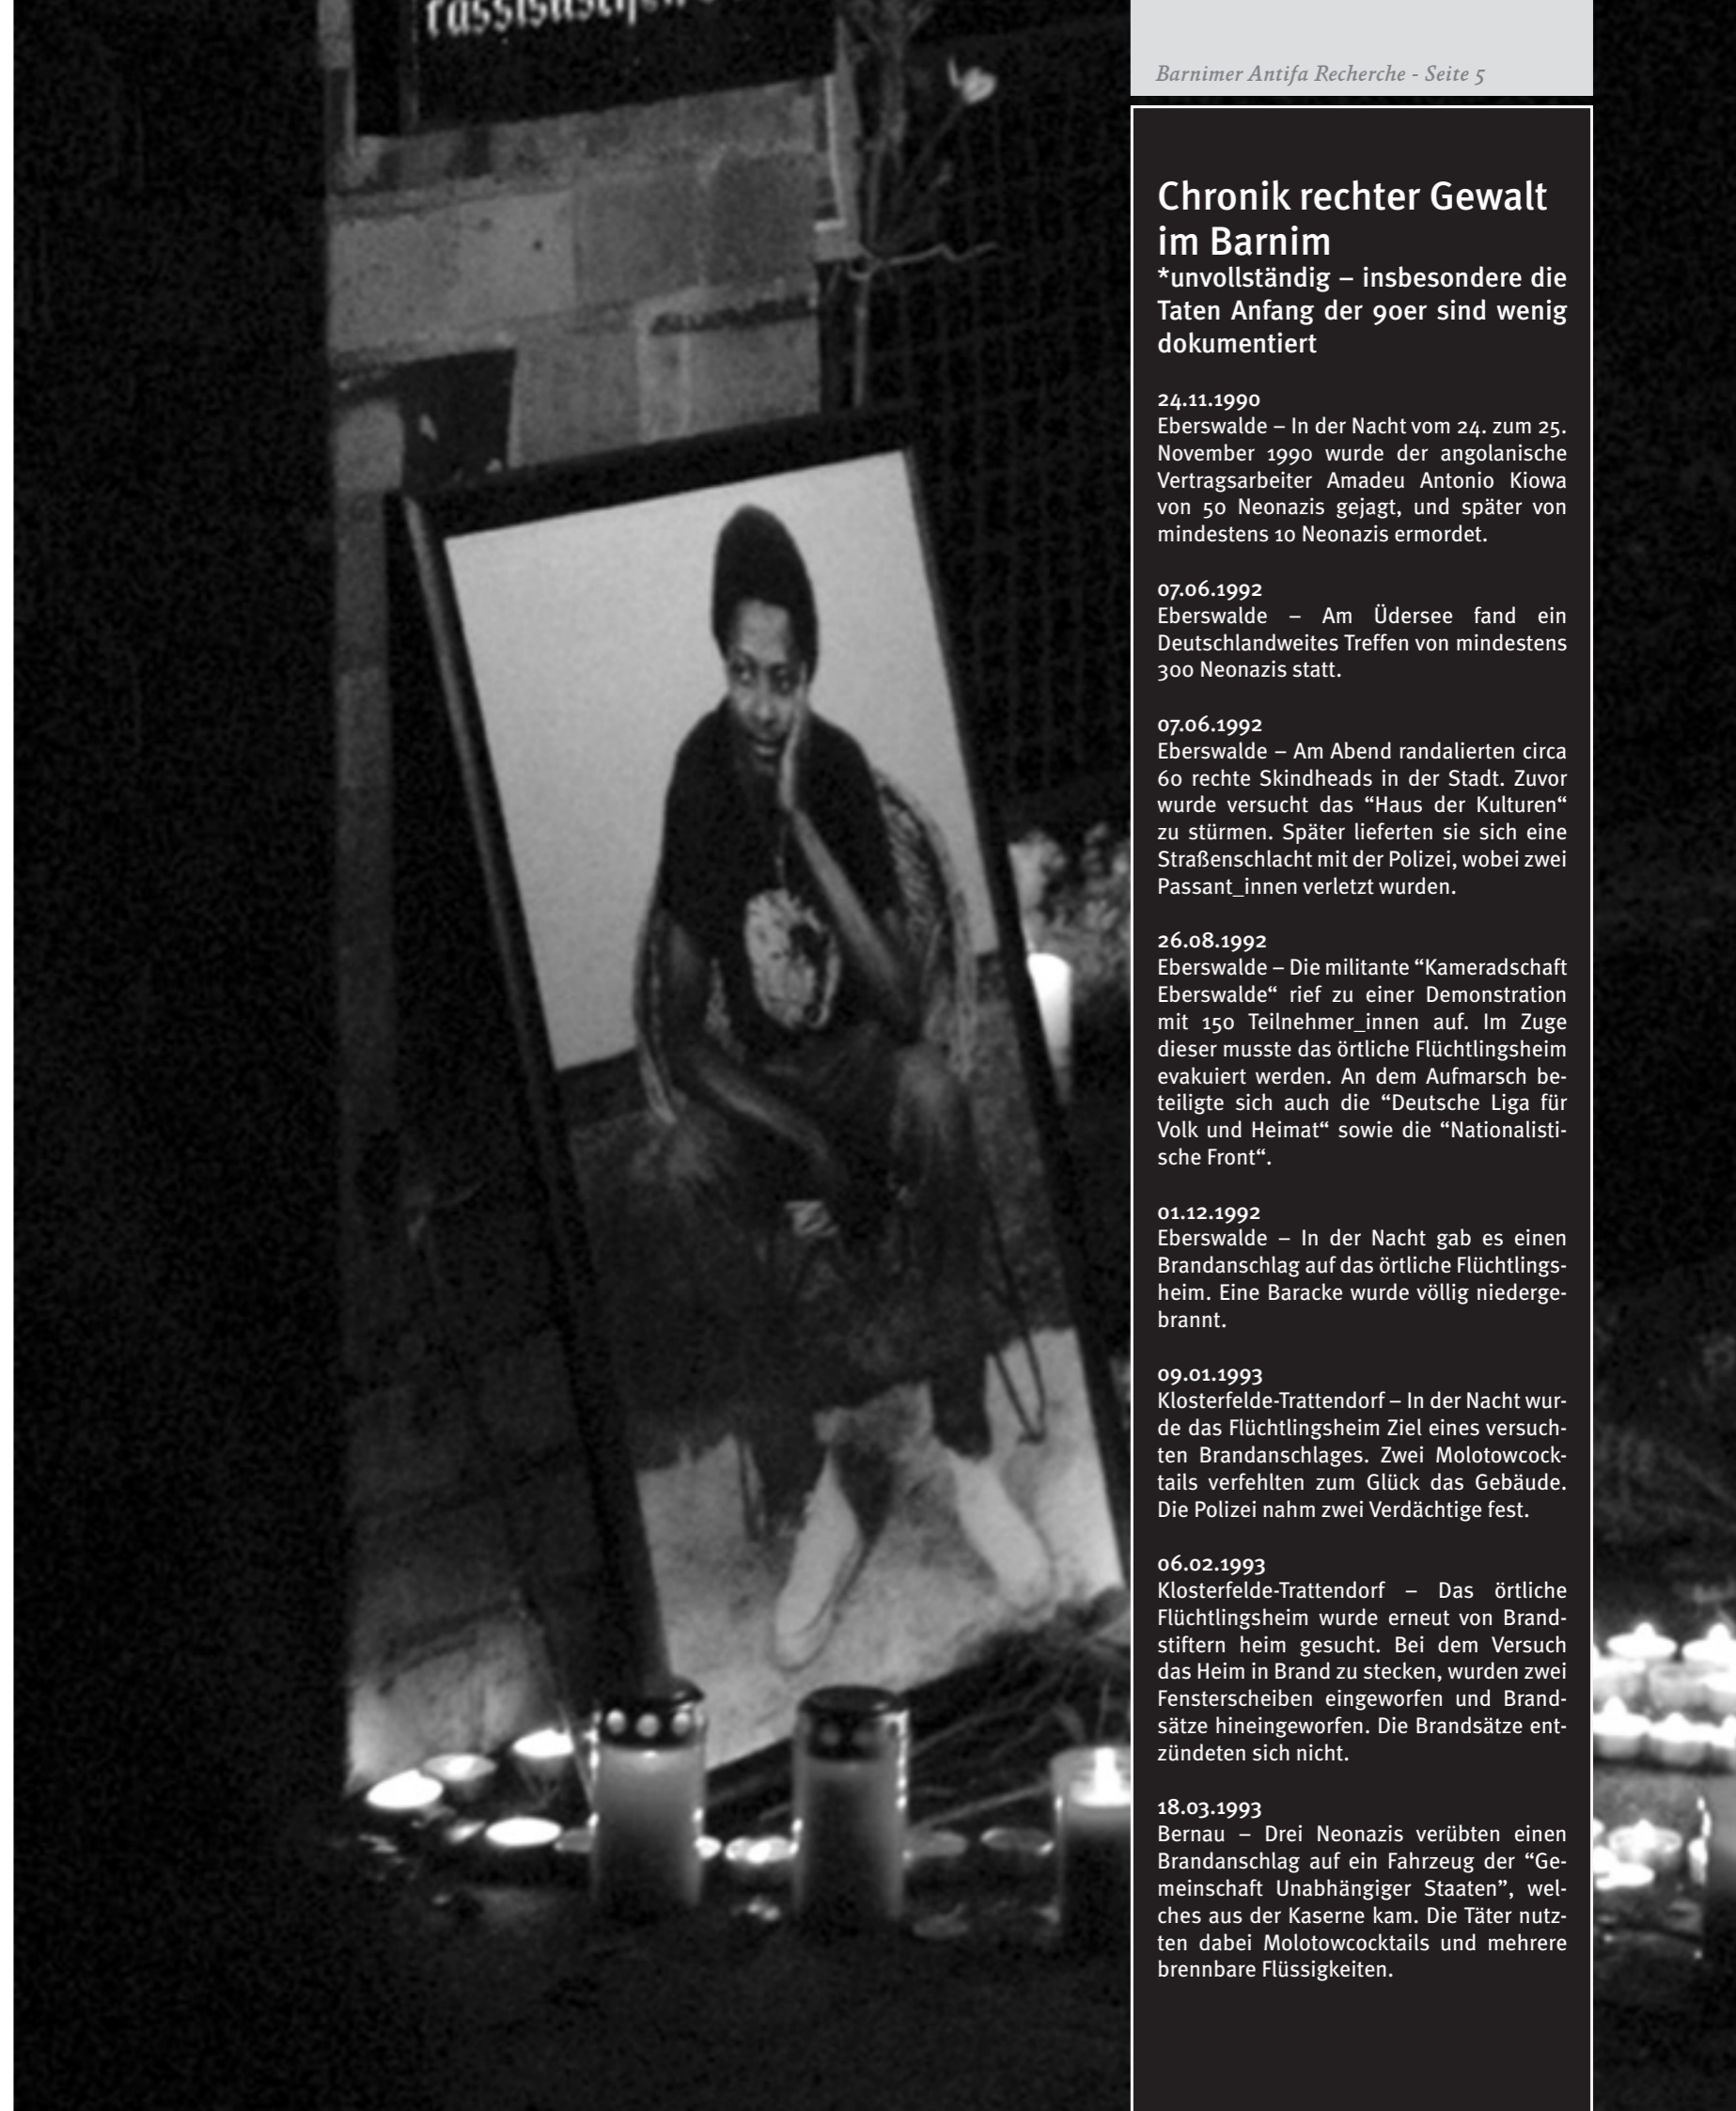 Barnimer Antifa Recherche - Seite 5
Chronik rechter Gewalt
im Barnim
*unvollständig – insbesondere die
Taten Anfang der 90er sind wenig
dokumentiert
24.11.1990
Eberswalde – In der Nacht vom 24. zum 25.
November 1990 wurde der angolanische
Vertragsarbeiter Amadeu Antonio Kiowa
von 50 Neonazis gejagt, und später von
mindestens 10 Neonazis ermordet.
07.06.1992
Eberswalde – Am Üdersee fand ein
Deutschlandweites Treffen von mindestens
300 Neonazis statt.
07.06.1992
Eberswalde – Am Abend randalierten circa
60 rechte Skindheads in der Stadt. Zuvor
wurde versucht das “Haus der Kulturen“
zu stürmen. Später lieferten sie sich eine
Straßenschlacht mit der Polizei, wobei zwei
Passant_innen verletzt wurden.
26.08.1992
Eberswalde – Die militante “Kameradschaft
Eberswalde“ rief zu einer Demonstration
mit 150 Teilnehmer_innen auf. Im Zuge
dieser musste das örtliche Flüchtlingsheim
evakuiert werden. An dem Aufmarsch be-
teiligte sich auch die “Deutsche Liga für
Volk und Heimat“ sowie die “Nationalisti-
sche Front“.
01.12.1992
Eberswalde – In der Nacht gab es einen
Brandanschlag auf das örtliche Flüchtlings-
heim. Eine Baracke wurde völlig niederge-
brannt.
09.01.1993
Klosterfelde-Trattendorf – In der Nacht wur-
de das Flüchtlingsheim Ziel eines versuch-
ten Brandanschlages. Zwei Molotowcock-
tails verfehlten zum Glück das Gebäude.
Die Polizei nahm zwei Verdächtige fest.
06.02.1993
Klosterfelde-Trattendorf – Das örtliche
Flüchtlingsheim wurde erneut von Brand-
stiftern heim gesucht. Bei dem Versuch
das Heim in Brand zu stecken, wurden zwei
Fensterscheiben eingeworfen und Brand-
sätze hineingeworfen. Die Brandsätze ent-
zündeten sich nicht.
18.03.1993
Bernau – Drei Neonazis verübten einen
Brandanschlag auf ein Fahrzeug der “Ge-
meinschaft Unabhängiger Staaten”, wel-
ches aus der Kaserne kam. Die Täter nutz-
ten dabei Molotowcocktails und mehrere
brennbare Flüssigkeiten.